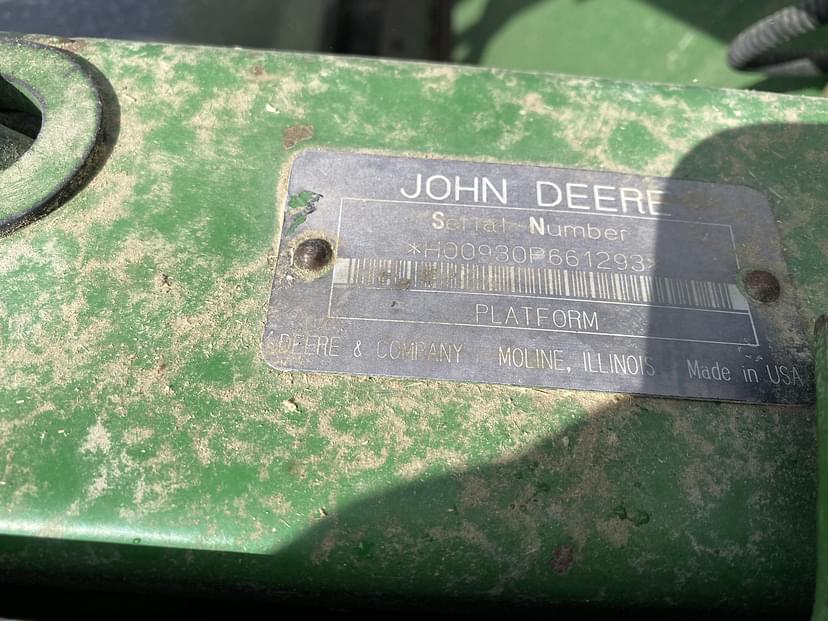 JOHN DEERE
Serial Number
*H00930P661293*
PLATFORM
DEERE & COMPANY MOLINE, ILLINOIS Made in USA